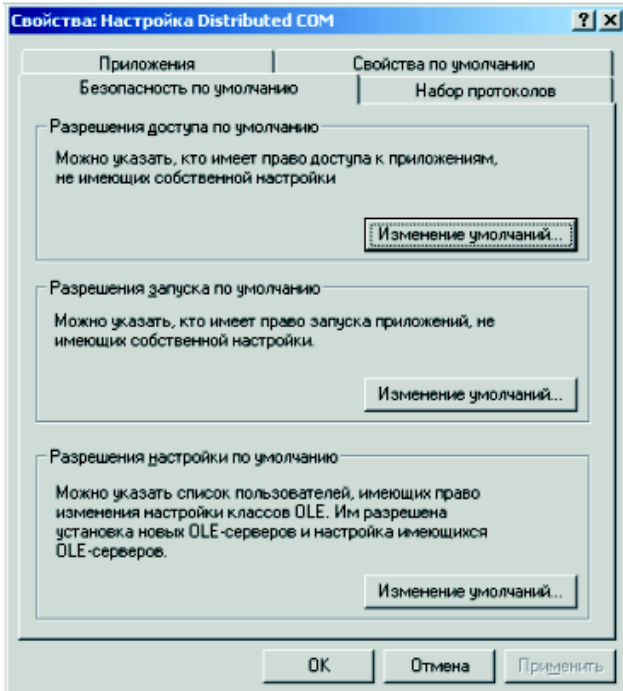 Свойства: Настройка Distributed COM
Приложения
Свойства по умолчанию
Безопасность по умолчанию
Набор протоколов
Разрешения доступа по умолчанию
Можно указать, кто имеет право доступа к приложениям,
не имеющих собственной настройки
Изменение умолчаний...
Разрешения запуска по умолчанию
Можно указать, кто имеет право запуска приложений, не
имеющих собственной настройки.
Изменение умолчаний...
Разрешения настройки по умолчанию
Можно указать список пользователей, имеющих право
изменения настройки классов OLE. Им разрешена
установка новых OLE-серверов и настройка имеющихся
OLE-серверов.
Изменение умолчаний...
OK
Отмена
Применить